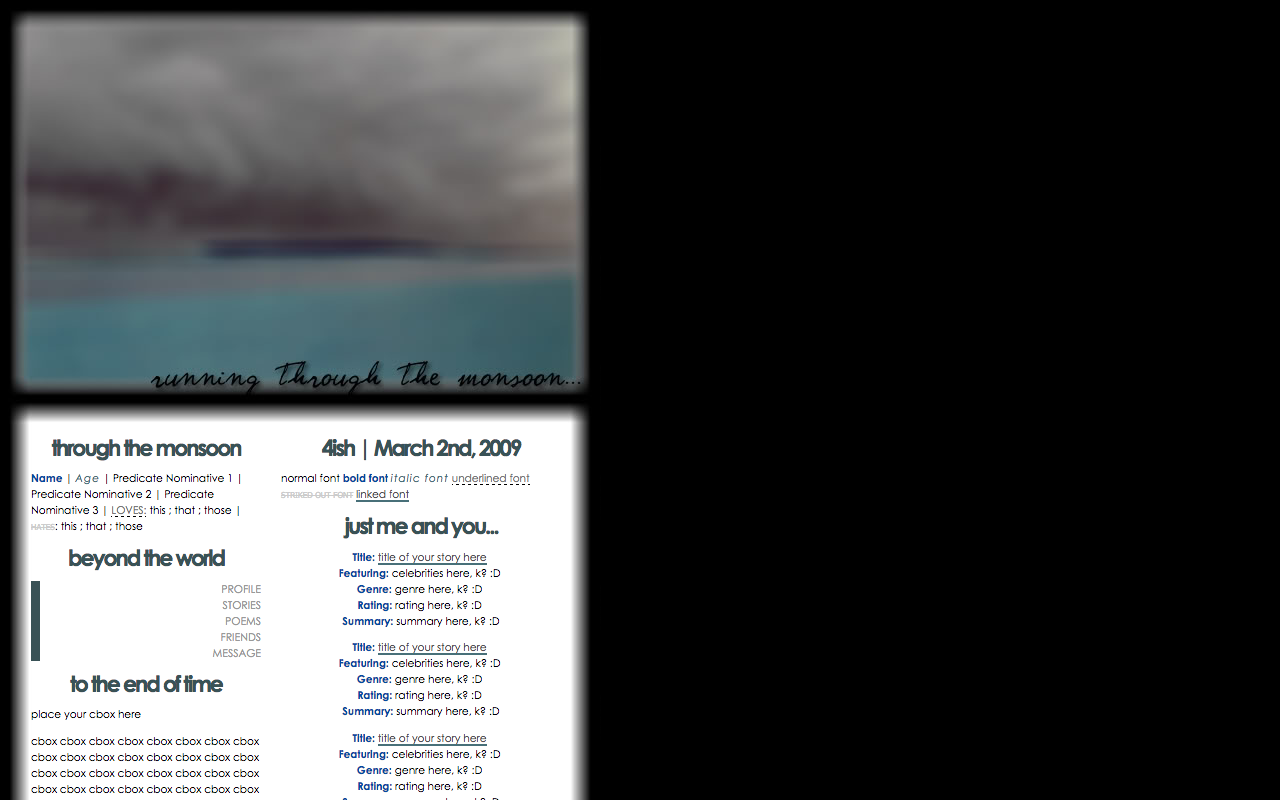 running through the monsoon...
through the monsoon
Name | Age | Predicate Nominative 1 |
Predicate Nominative 2 | Predicate
Nominative 3 | LOVES: this ; that ; those |
HATES: this ; that ; those
beyond the world
PROFILE
STORIES
POEMS
FRIENDS
MESSAGE
to the end of time
place your cbox here
cbox cbox cbox cbox cbox cbox cbox cbox
cbox cbox cbox cbox cbox cbox cbox cbox
cbox cbox cbox cbox cbox cbox cbox cbox
cbox cbox cbox cbox cbox cbox cbox cbox
4ish | March 2nd, 2009
normal font bold font italic font underlined font
STRIKED OUT FONT linked font
just me and you...
Title: title of your story here
Featuring: celebrities here, k? :D
Genre: genre here, k? :D
Rating: rating here, k? :D
Summary: summary here, k? :D
Title: title of your story here
Featuring: celebrities here, k? :D
Genre: genre here, k? :D
Rating: rating here, k? :D
Summary: summary here, k? :D
Title: title of your story here
Featuring: celebrities here, k? :D
Genre: genre here, k? :D
Rating: rating here, k? :D